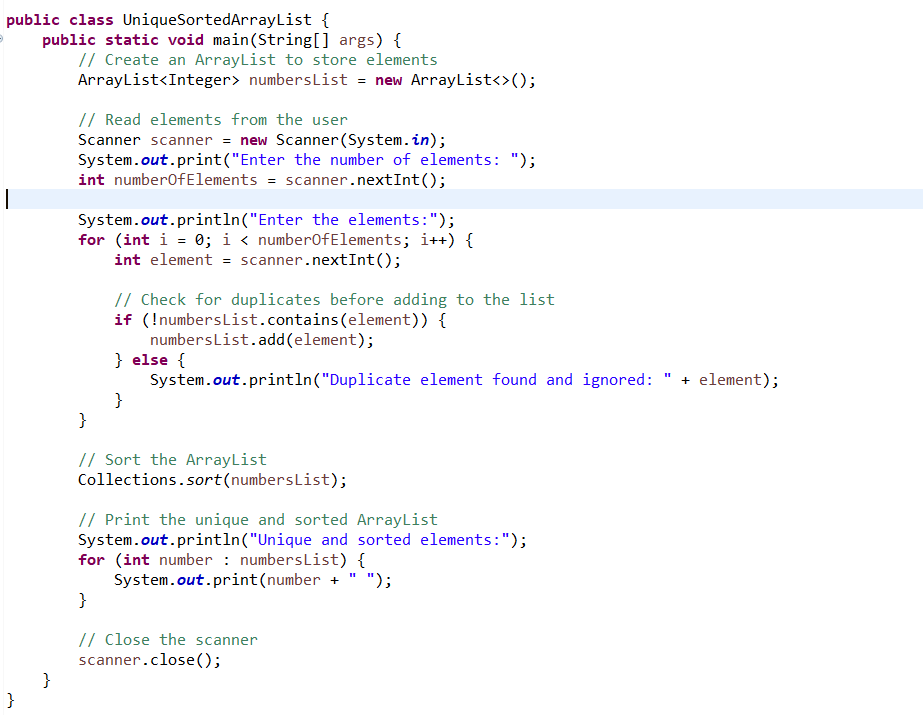 public class UniqueSortedArrayList {
    public static void main(String[] args) {
        // Create an ArrayList to store elements
        ArrayList<Integer> numbersList = new ArrayList<>();

        // Read elements from the user
        Scanner scanner = new Scanner(System.in);
        System.out.print("Enter the number of elements: ");
        int numberOfElements = scanner.nextInt();

        System.out.println("Enter the elements:");
        for (int i = 0; i < numberOfElements; i++) {
            int element = scanner.nextInt();

            // Check for duplicates before adding to the list
            if (!numbersList.contains(element)) {
                numbersList.add(element);
            } else {
                System.out.println("Duplicate element found and ignored: " + element);
            }
        }

        // Sort the ArrayList
        Collections.sort(numbersList);

        // Print the unique and sorted ArrayList
        System.out.println("Unique and sorted elements:");
        for (int number : numbersList) {
            System.out.print(number + " ");
        }

        // Close the scanner
        scanner.close();
    }
}